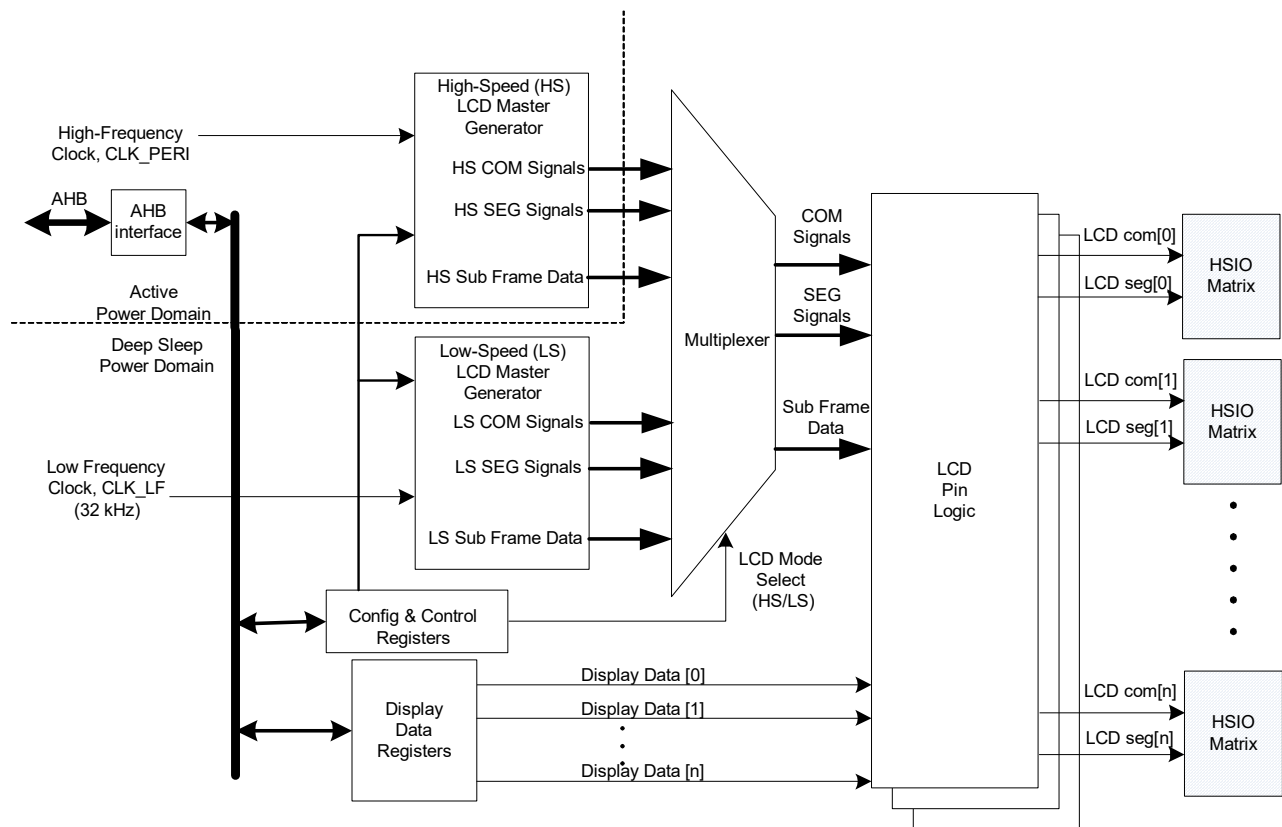 High-Speed (HS)
LCD Master
Generator
High-Frequency
Clock, CLK_PERI
HS COM Signals
HS SEG Signals
HS Sub Frame Data
AHB
AHB
interface
Active
Power Domain
Deep Sleep
Power Domain
Low-Speed (LS)
LCD Master
Generator
LS COM Signals
LS SEG Signals
LS Sub Frame Data
Low Frequency
Clock, CLK_LF
(32 kHz)
Multiplexer
COM
Signals
SEG
Signals
Sub Frame
Data
LCD Mode
Select
(HS/LS)
Config & Control
Registers
Display
Data
Registers
Display Data [0]
Display Data [1]
Display Data [n]
LCD
Pin
Logic
LCD com[0]
LCD seg[0]
HSIO
Matrix
LCD com[1]
LCD seg[1]
HSIO
Matrix
LCD com[n]
LCD seg[n]
HSIO
Matrix